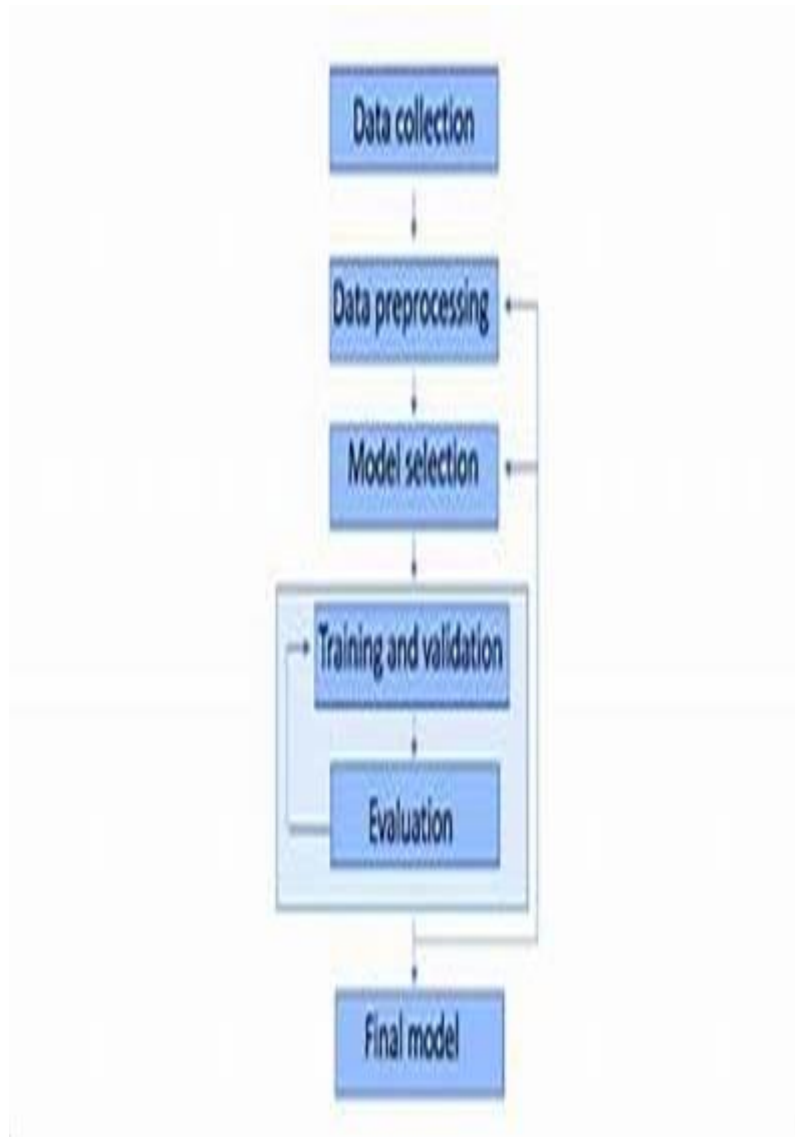 Data collection
Data preprocessing
Model selection
Training and validation
Evaluation
Final model